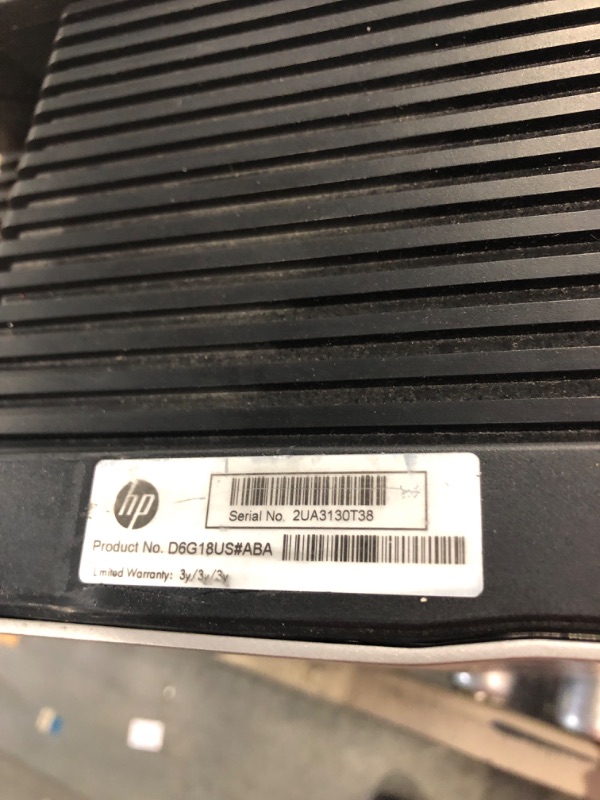 hp
Serial No. 2UA3130T38
Product No. D6G18US#ABA
Limited Warranty: 3y/3y/3y